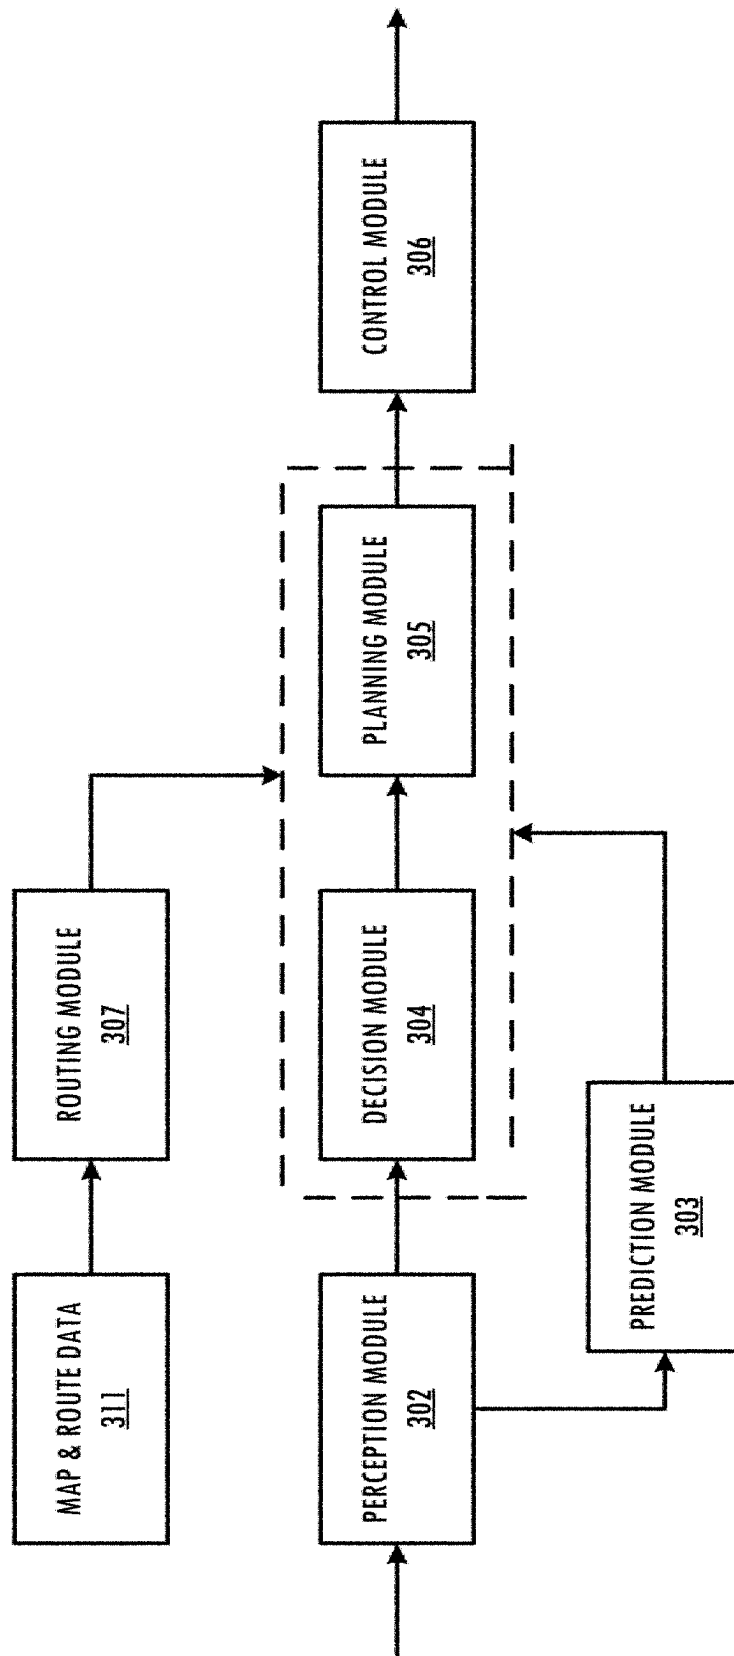 MAP & ROUTE DATA
311
ROUTING MODULE
307
PERCEPTION MODULE
302
DECISION MODULE
304
PLANNING MODULE
305
CONTROL MODULE
306
PREDICTION MODULE
303